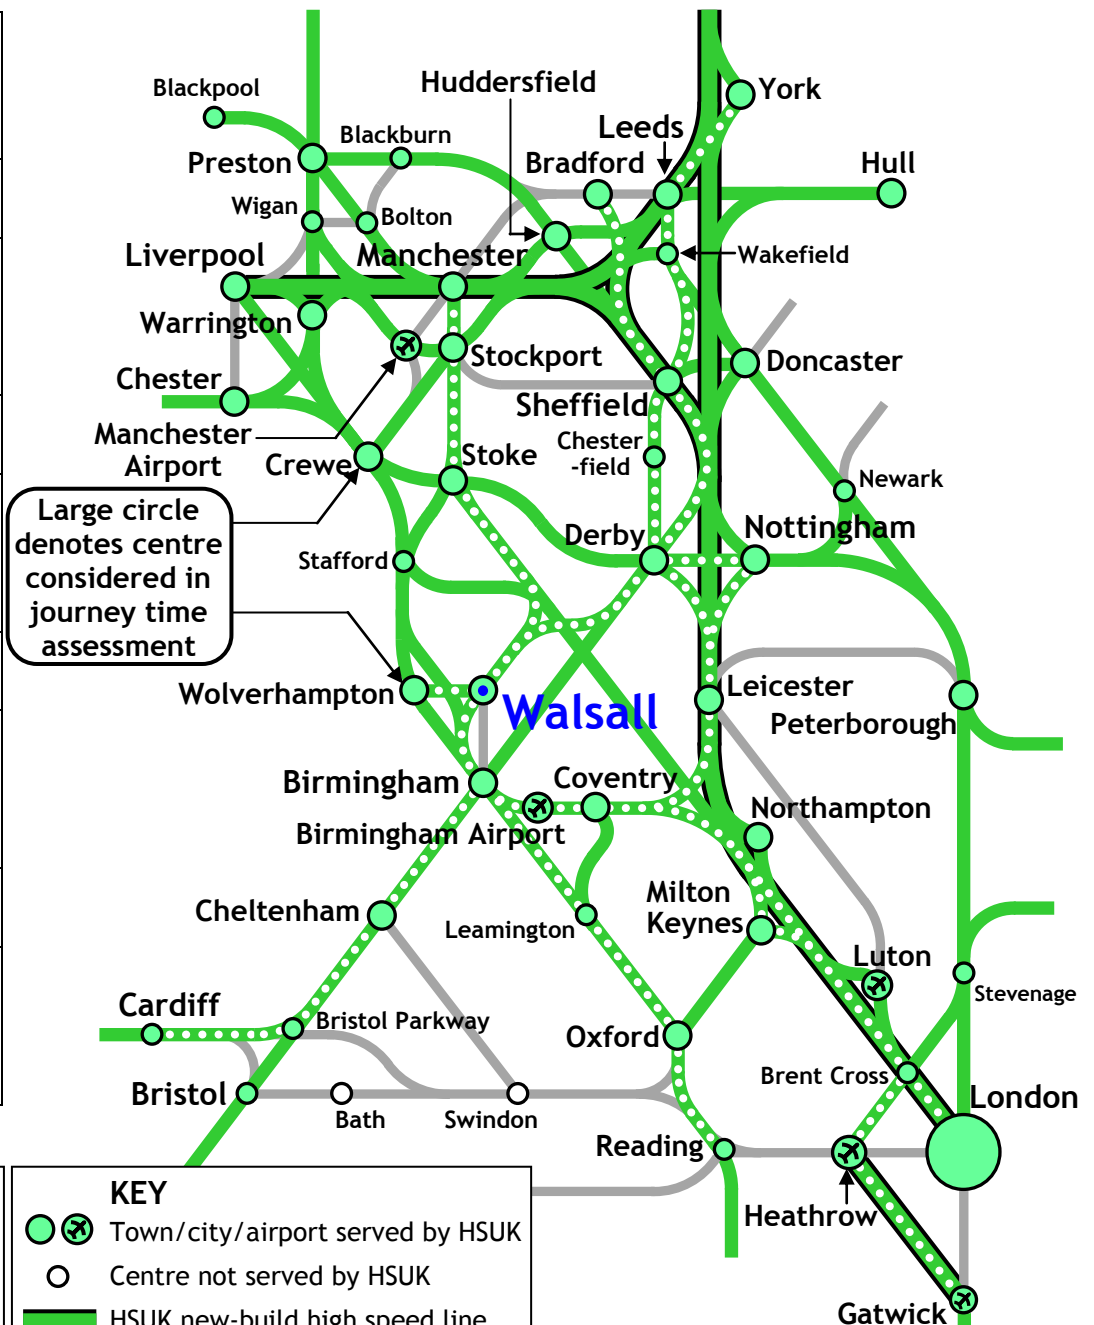 Blackpool
Huddersfield
York
Leeds
Blackburn
Bradford
Hull
Preston
Wigan
Bolton
Liverpool
Manchester
Wakefield
Warrington
Stockport
Doncaster
Chester
Sheffield
Manchester
Airport
Chester
-field
Crewe
Stoke
Newark
Large circle
denotes centre
considered in
journey time
assessment
Derby
Nottingham
Stafford
Wolverhampton
Walsall
Leicester
Peterborough
Birmingham
Coventry
Northampton
Birmingham Airport
Milton
Keynes
Cheltenham
Leamington
Luton
Stevenage
Cardiff
Bristol Parkway
Oxford
Brent Cross
London
Bristol
Bath
Swindon
Reading
Heathrow
Gatwick
KEY
Town/city/airport served by HSUK
Centre not served by HSUK
HSUK new-build high speed line